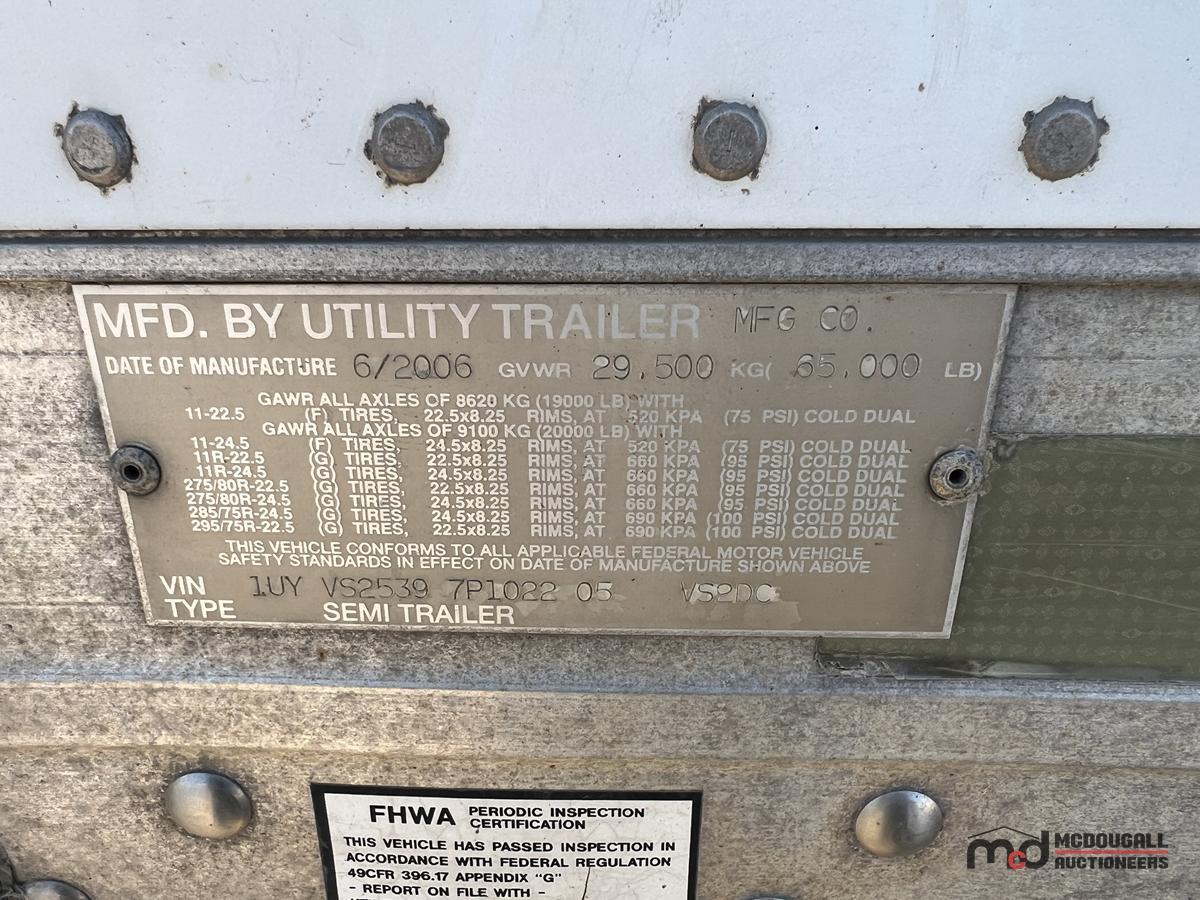 MFD. BY UTILITY TRAILER MFG CO.
DATE OF MANUFACTURE 6/2006 GVWR 29,500 KG( 65,000 LB)
GAWR ALL AXLES OF 8620 KG (19000 LB) WITH
11-22.5 (F) TIRES, 22.5x8.25 RIMS, AT 520 KPA (75 PSI) COLD DUAL
GAWR ALL AXLES OF 9100 KG (20000 LB) WITH
11-24.5 (F) TIRES, 24.5x8.25 RIMS, AT 520 KPA (75 PSI) COLD DUAL
11R-22.5 (G) TIRES, 22.5x8.25 RIMS, AT 660 KPA (95 PSI) COLD DUAL
11R-24.5 (G) TIRES, 24.5x8.25 RIMS, AT 660 KPA (95 PSI) COLD DUAL
275/80R-22.5 (G) TIRES, 22.5x8.25 RIMS, AT 660 KPA (95 PSI) COLD DUAL
275/80R-24.5 (G) TIRES, 24.5x8.25 RIMS, AT 660 KPA (95 PSI) COLD DUAL
285/75R-24.5 (G) TIRES, 24.5x8.25 RIMS, AT 690 KPA (100 PSI) COLD DUAL
295/75R-22.5 (G) TIRES, 22.5x8.25 RIMS, AT 690 KPA (100 PSI) COLD DUAL
THIS VEHICLE CONFORMS TO ALL APPLICABLE FEDERAL MOTOR VEHICLE
SAFETY STANDARDS IN EFFECT ON DATE OF MANUFACTURE SHOWN ABOVE
VIN 1UY VS2539 7P1022 05 VS2DC
TYPE SEMI TRAILER
FHWA PERIODIC INSPECTION
CERTIFICATION
THIS VEHICLE HAS PASSED INSPECTION IN
ACCORDANCE WITH FEDERAL REGULATION
49CFR 396.17 APPENDIX "G"
- REPORT ON FILE WITH -
mcd MCDOUGALL
AUCTIONEERS